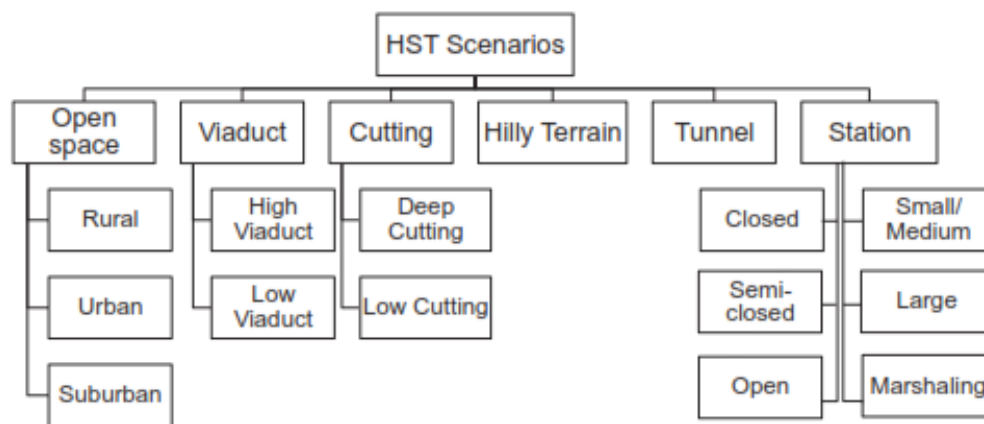 HST Scenarios
Open
space
Viaduct
Cutting
Hilly Terrain
Tunnel
Station
Rural
Urban
Suburban
High
Viaduct
Low
Viaduct
Deep
Cutting
Low Cutting
Closed
Semi-
closed
Open
Small/
Medium
Large
Marshaling